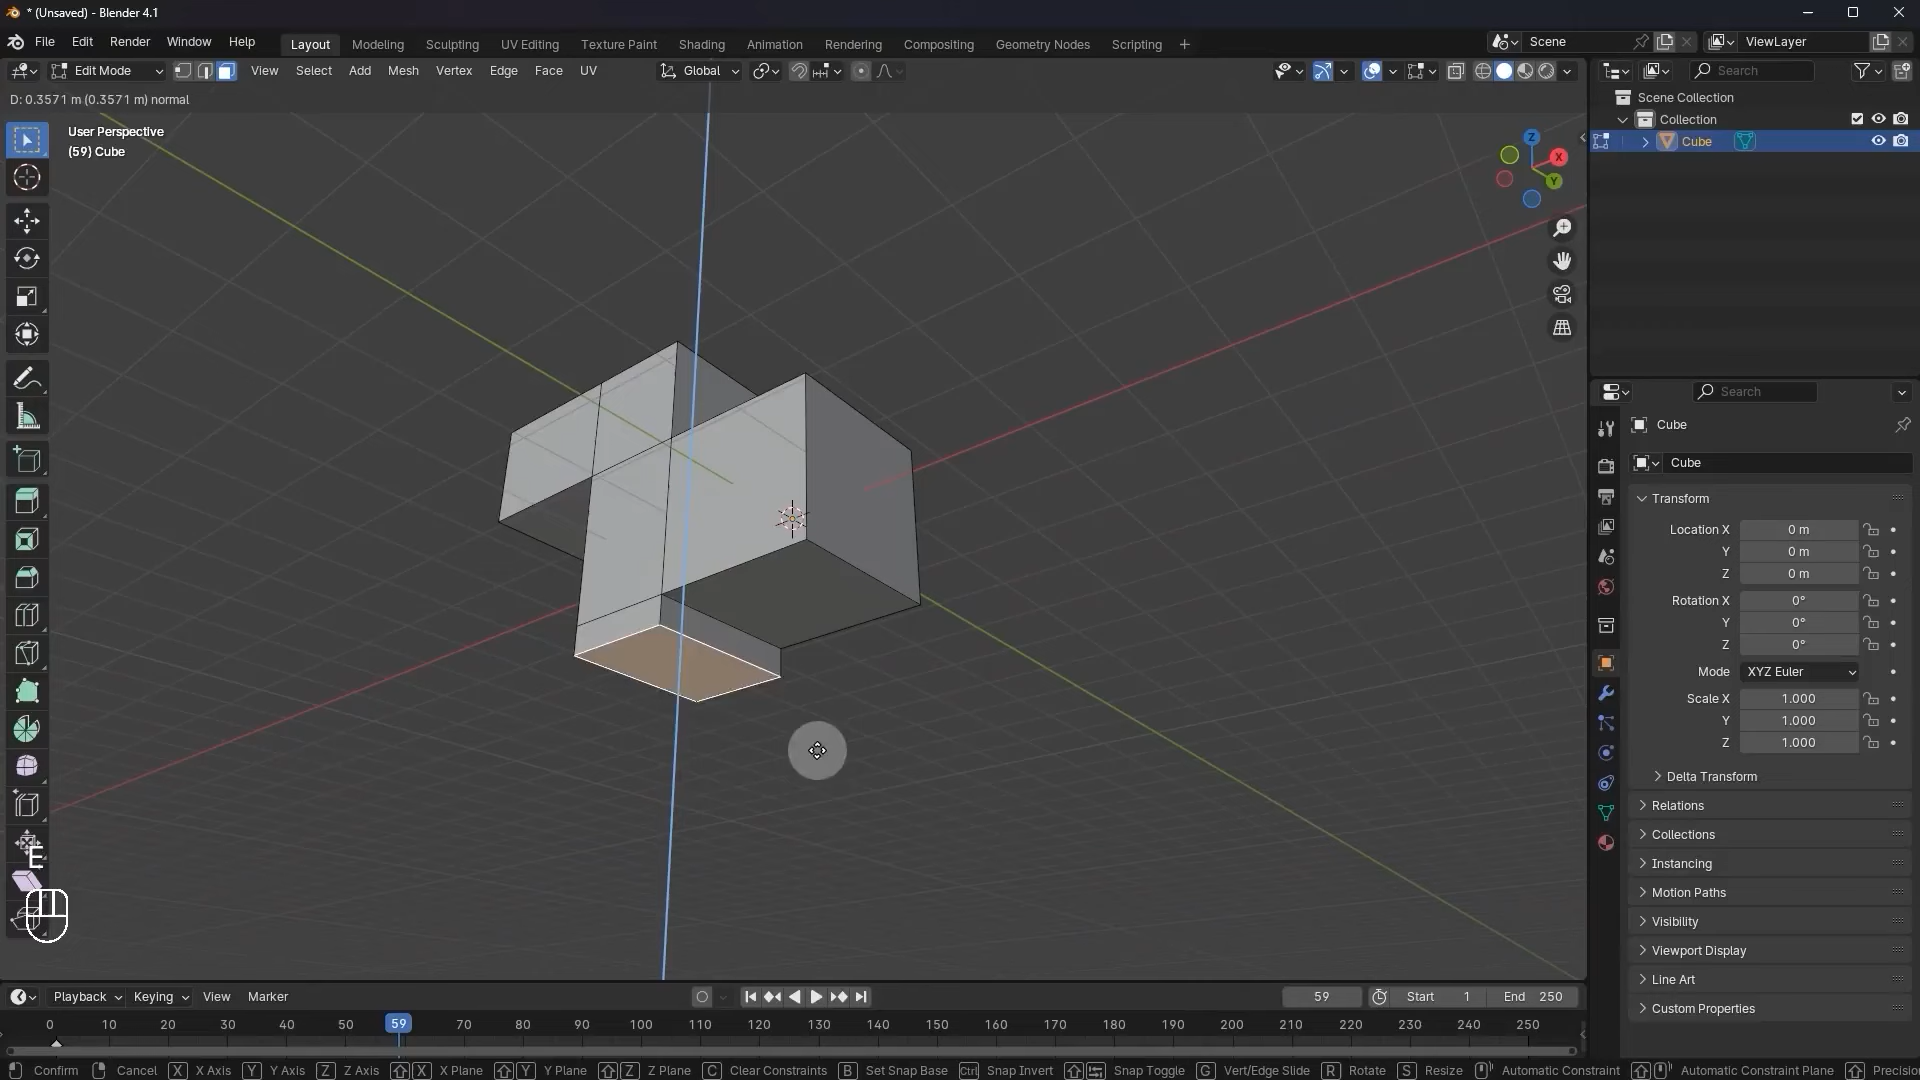 * (Unsaved) - Blender 4.1
File Edit Render Window Help Layout Modeling Sculpting UV Editing Texture Paint Shading Animation Rendering Compositing Geometry Nodes Scripting + Scene ViewLayer
Edit Mode View Select Add Mesh Vertex Edge Face UV Global Search
D: 0.3571 m (0.3571 m) normal
User Perspective
(59) Cube
Z
X
Y
Scene Collection
Collection
Cube
Search
Cube
Cube
Transform
Location X 0 m
Y 0 m
Z 0 m
Rotation X 0°
Y 0°
Z 0°
Mode XYZ Euler
Scale X 1.000
Y 1.000
Z 1.000
Delta Transform
Relations
Collections
Instancing
Motion Paths
Visibility
Viewport Display
Line Art
Custom Properties
E
Playback Keying View Marker 59 Start 1 End 250
0 10 20 30 40 50 59 70 80 90 100 110 120 130 140 150 160 170 180 190 200 210 220 230 240 250
Confirm Cancel X X Axis Y Y Axis Z Z Axis X X Plane Y Y Plane Z Z Plane C Clear Constraints B Set Snap Base Ctrl Snap Invert Snap Toggle G Vert/Edge Slide R Rotate S Resize Automatic Constraint Automatic Constraint Plane Precisio